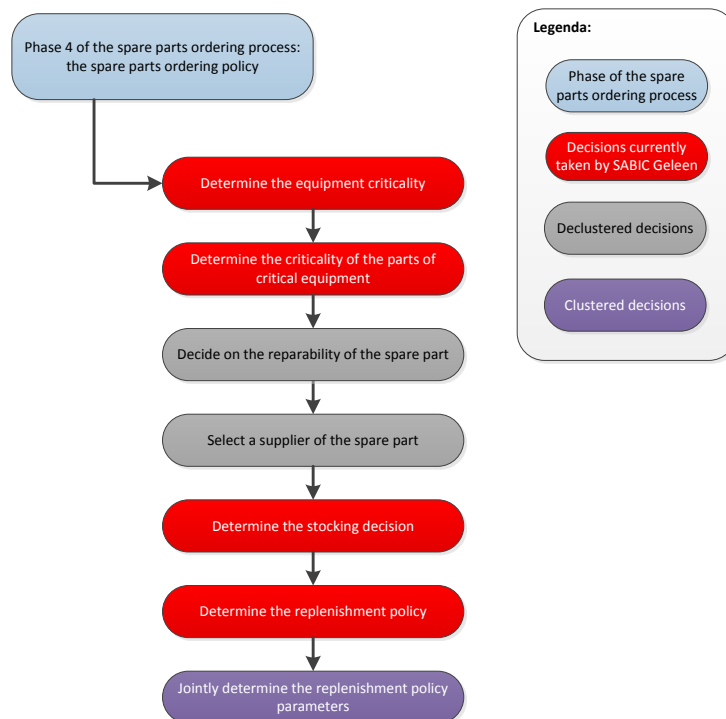 Phase 4 of the spare parts ordering process:
the spare parts ordering policy
Determine the equipment criticality
Determine the criticality of the parts of
critical equipment
Decide on the reparability of the spare part
Select a supplier of the spare part
Determine the stocking decision
Determine the replenishment policy
Jointly determine the replenishment policy
parameters
Legenda:
Phase of the spare
parts ordering process
Decisions currently
taken by SABIC Geleen
Declustered decisions
Clustered decisions